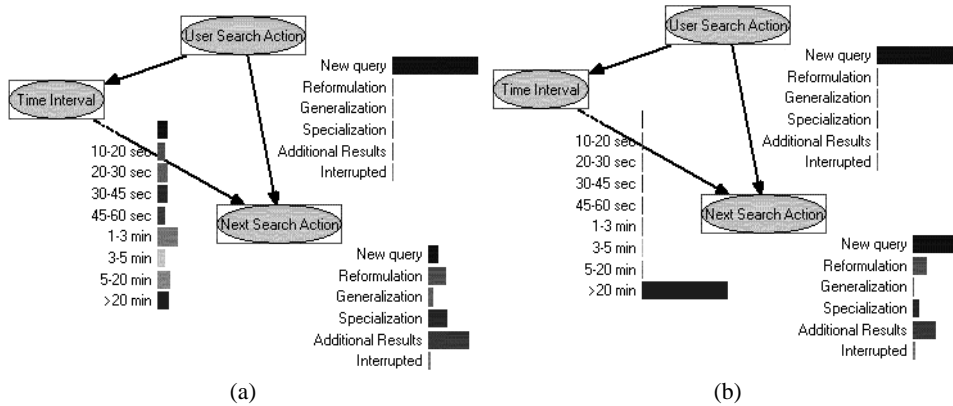 User Search Action
New query
Reformulation
Generalization
Specialization
Additional Results
Interrupted
Time Interval
10-20 sec
20-30 sec
30-45 sec
45-60 sec
1-3 min
3-5 min
5-20 min
>20 min
Next Search Action
New query
Reformulation
Generalization
Specialization
Additional Results
Interrupted
(a)
User Search Action
New query
Reformulation
Generalization
Specialization
Additional Results
Interrupted
Time Interval
10-20 sec
20-30 sec
30-45 sec
45-60 sec
1-3 min
3-5 min
5-20 min
>20 min
Next Search Action
New query
Reformulation
Generalization
Specialization
Additional Results
Interrupted
(b)